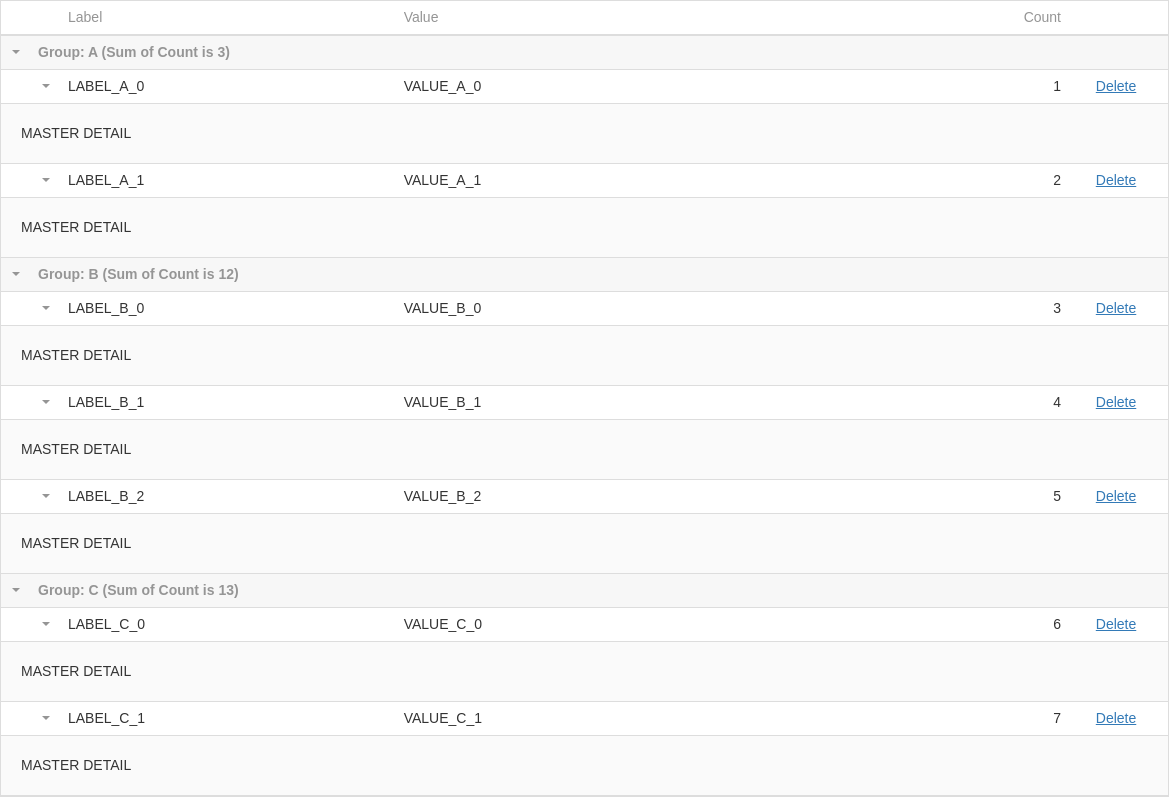 Label Value Count
Group: A (Sum of Count is 3)
LABEL_A_0 VALUE_A_0 1 Delete
MASTER DETAIL
LABEL_A_1 VALUE_A_1 2 Delete
MASTER DETAIL
Group: B (Sum of Count is 12)
LABEL_B_0 VALUE_B_0 3 Delete
MASTER DETAIL
LABEL_B_1 VALUE_B_1 4 Delete
MASTER DETAIL
LABEL_B_2 VALUE_B_2 5 Delete
MASTER DETAIL
Group: C (Sum of Count is 13)
LABEL_C_0 VALUE_C_0 6 Delete
MASTER DETAIL
LABEL_C_1 VALUE_C_1 7 Delete
MASTER DETAIL